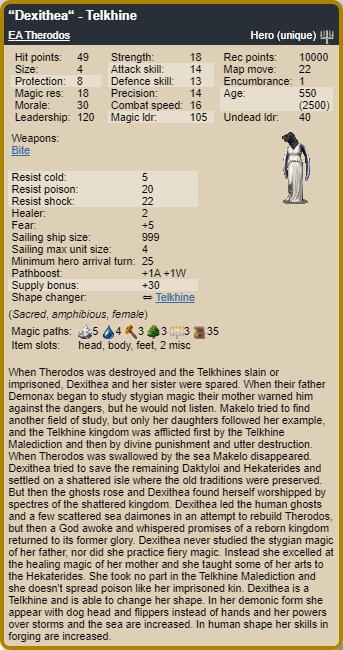 “Dexithea“ - Telkhine
EA Therodos Hero (unique)
Hit points: 49 Strength: 18 Rec points: 10000
Size: 4 Attack skill: 14 Map move: 22
Protection: 8 Defence skill: 13 Encumbrance: 1
Magic res: 18 Precision: 14 Age: 550
Morale: 30 Combat speed: 16 (2500)
Leadership: 120 Magic ldr: 105 Undead ldr: 40
Weapons:
Bite
Resist cold: 5
Resist poison: 20
Resist shock: 22
Healer: 2
Fear: +5
Sailing ship size: 999
Sailing max unit size: 4
Minimum hero arrival turn: 25
Pathboost: +1A +1W
Supply bonus: +30
Shape changer: ⇔ Telkhine
(Sacred, amphibious, female)
Magic paths: 5 4 3 3 3 35
Item slots: head, body, feet, 2 misc
When Therodos was destroyed and the Telkhines slain or
imprisoned, Dexithea and her sister were spared. When their father
Demonax began to study stygian magic their mother warned him
against the dangers, but he would not listen. Makelo tried to find
another field of study, but only her daughters followed her example,
and the Telkhine kingdom was afflicted first by the Telkhine
Malediction and then by divine punishment and utter destruction.
When Therodos was swallowed by the sea Makelo disappeared.
Dexithea tried to save the remaining Daktyloi and Hekaterides and
settled on a shattered isle where the old traditions were preserved.
But then the ghosts rose and Dexithea found herself worshipped by
spectres of the shattered kingdom. Dexithea led the human ghosts
and a few scattered sea daimones in an attempt to rebuild Therodos,
but then a God awoke and whispered promises of a reborn kingdom
returned to its former glory. Dexithea never studied the stygian magic
of her father, nor did she practice fiery magic. Instead she excelled at
the healing magic of her mother and she taught some of her arts to
the Hekaterides. She took no part in the Telkhine Malediction and
she doesn't spread poison like her imprisoned kin. Dexithea is a
Telkhine and is able to change her shape. In her demonic form she
appear with dog head and flippers instead of hands and her powers
over storms and the sea are increased. In human shape her skills in
forging are increased.